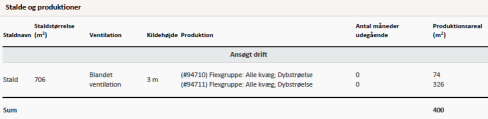 Stalde og produktioner
Staldnavn Staldstørrelse (m²) Ventilation Kildehøjde Produktion Antal måneder udegående Produktionsareal (m²)
Ansøgt drift
Stald 706 Blandet ventilation 3 m (#94710) Flexgruppe: Alle kvæg; Dybstrøelse 0 74
(#94711) Flexgruppe: Alle kvæg; Dybstrøelse 0 326
Sum 400